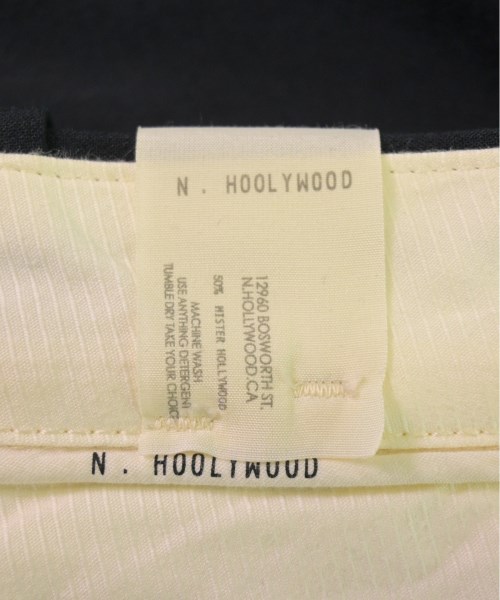 N. HOOLYWOOD
12960 BOSWORTH ST.
N.HOLLYWOOD.CA
50% MISTER HOLLYWOOD
MACHINE WASH
USE ANYTHING DETERGENT
TUMBLE DRY TAKE YOUR CHOICE
N. HOOLYWOOD